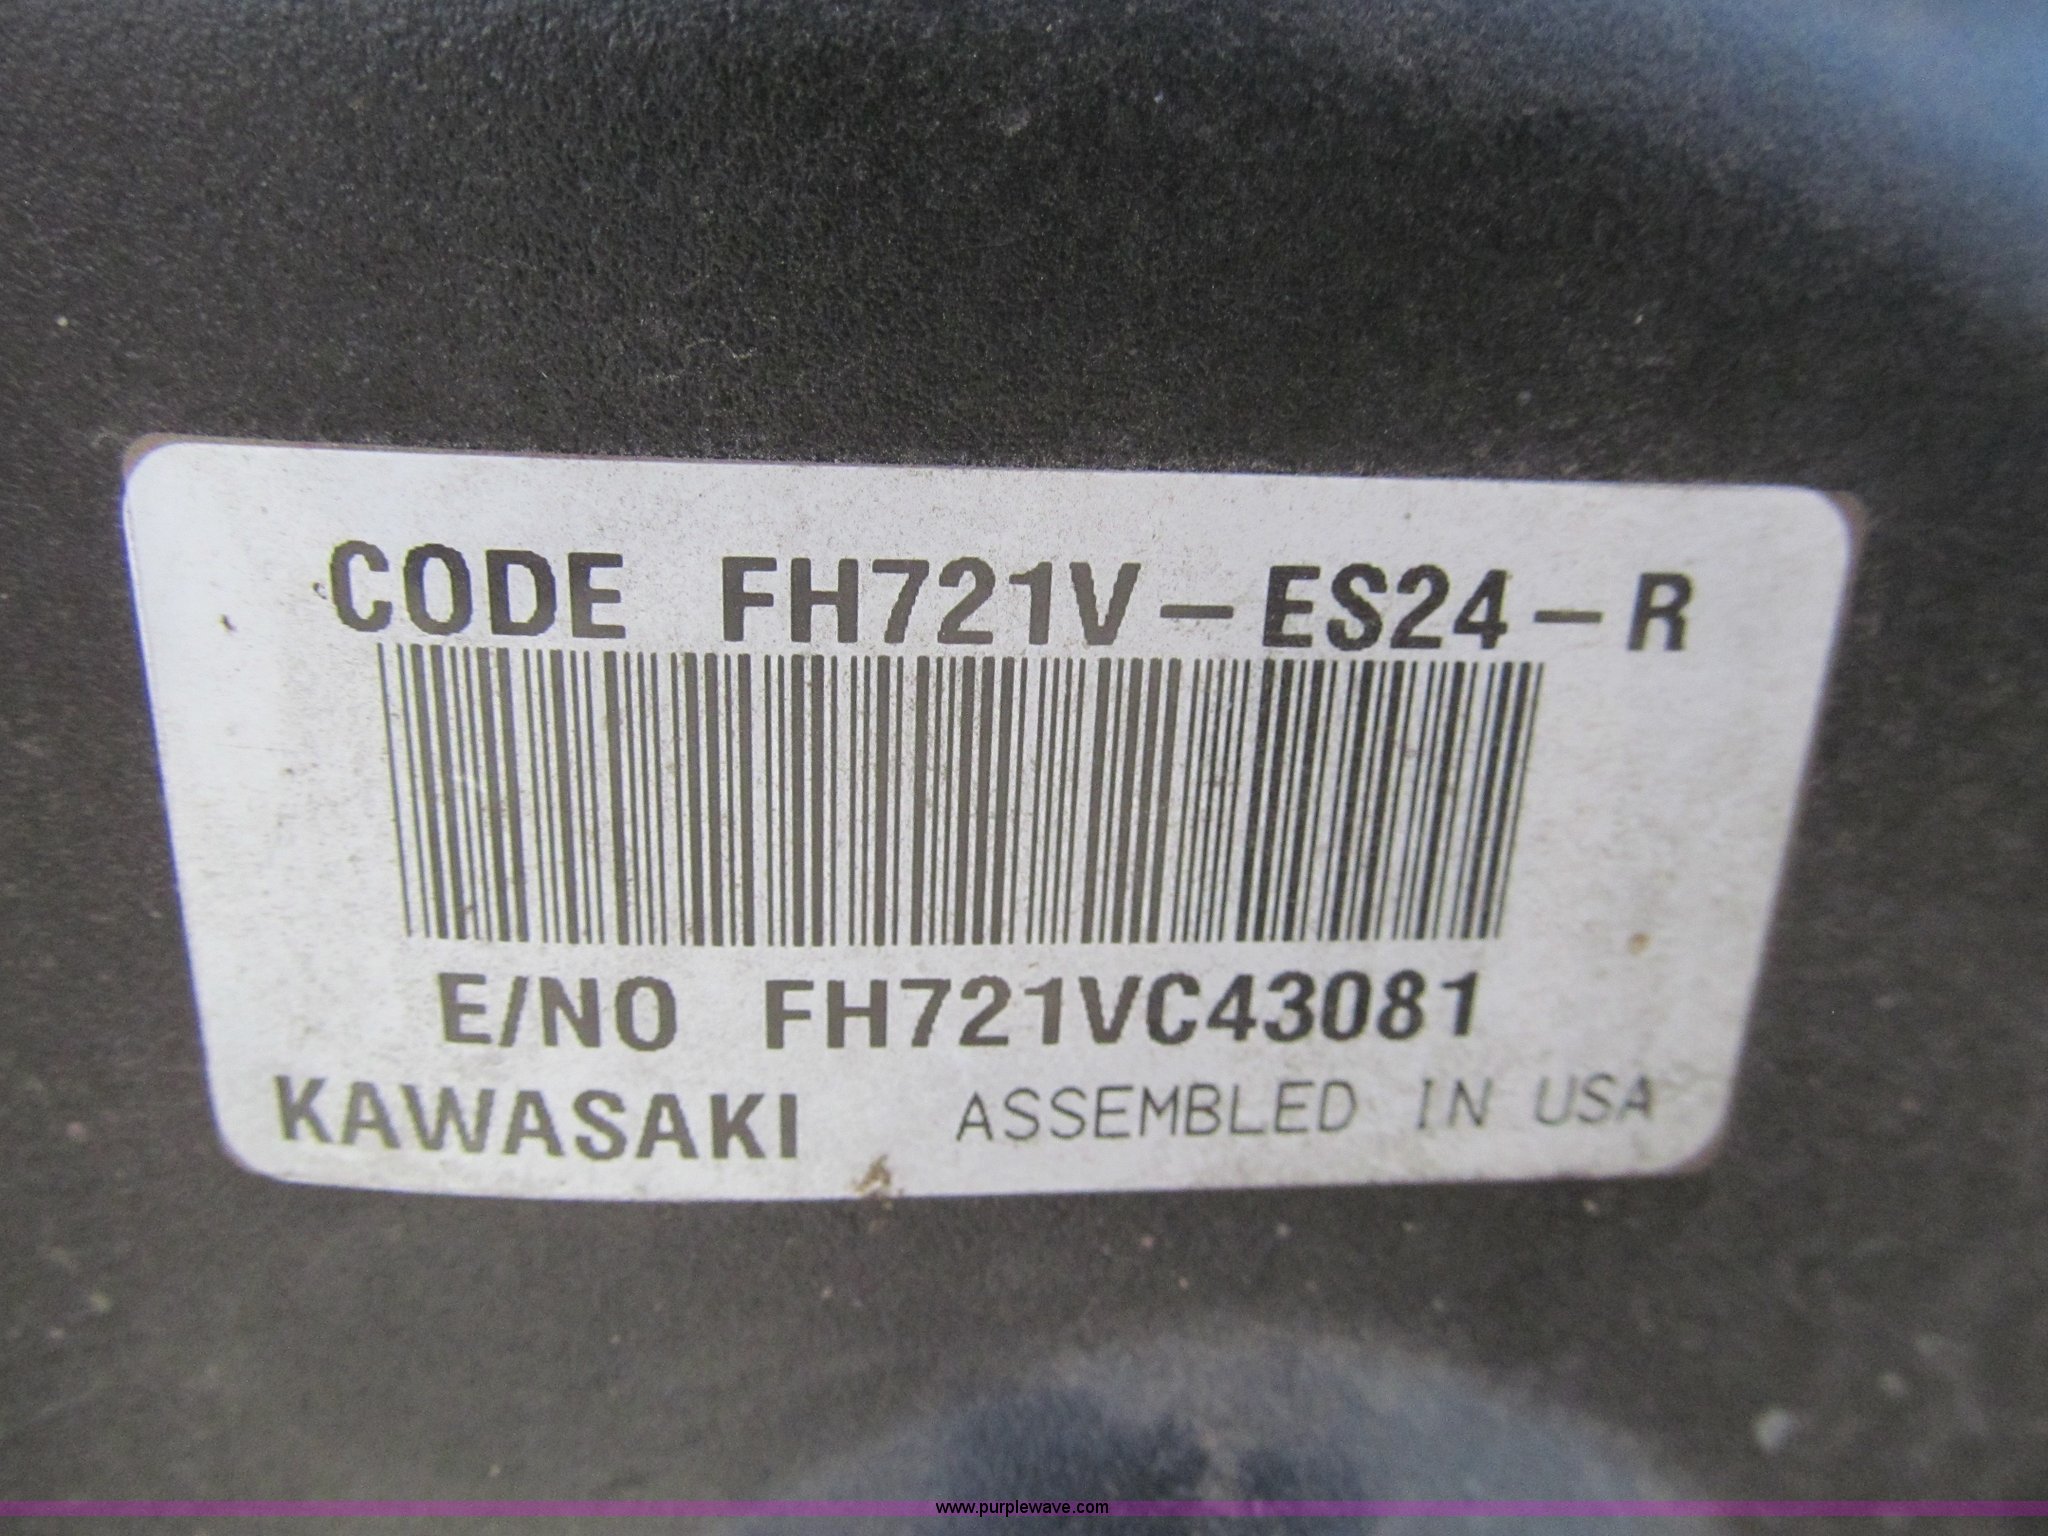 CODE FH721V-ES24-R
E/NO FH721VC43081
KAWASAKI ASSEMBLED IN USA
www.purplewave.com